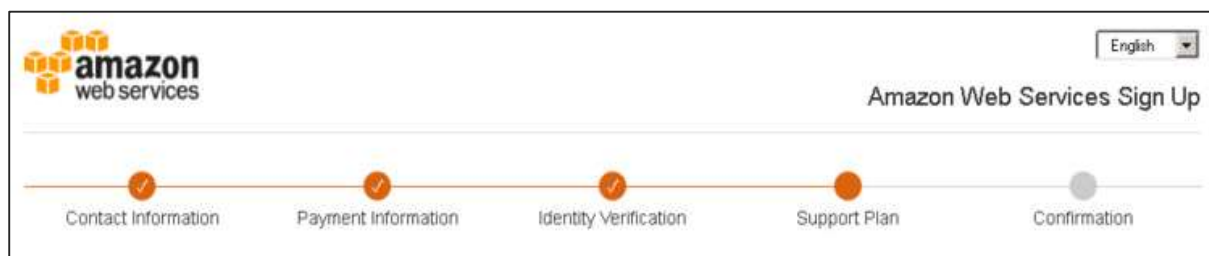 English
amazon
web services
Amazon Web Services Sign Up
Contact Information
Payment Information
Identity Verification
Support Plan
Confirmation